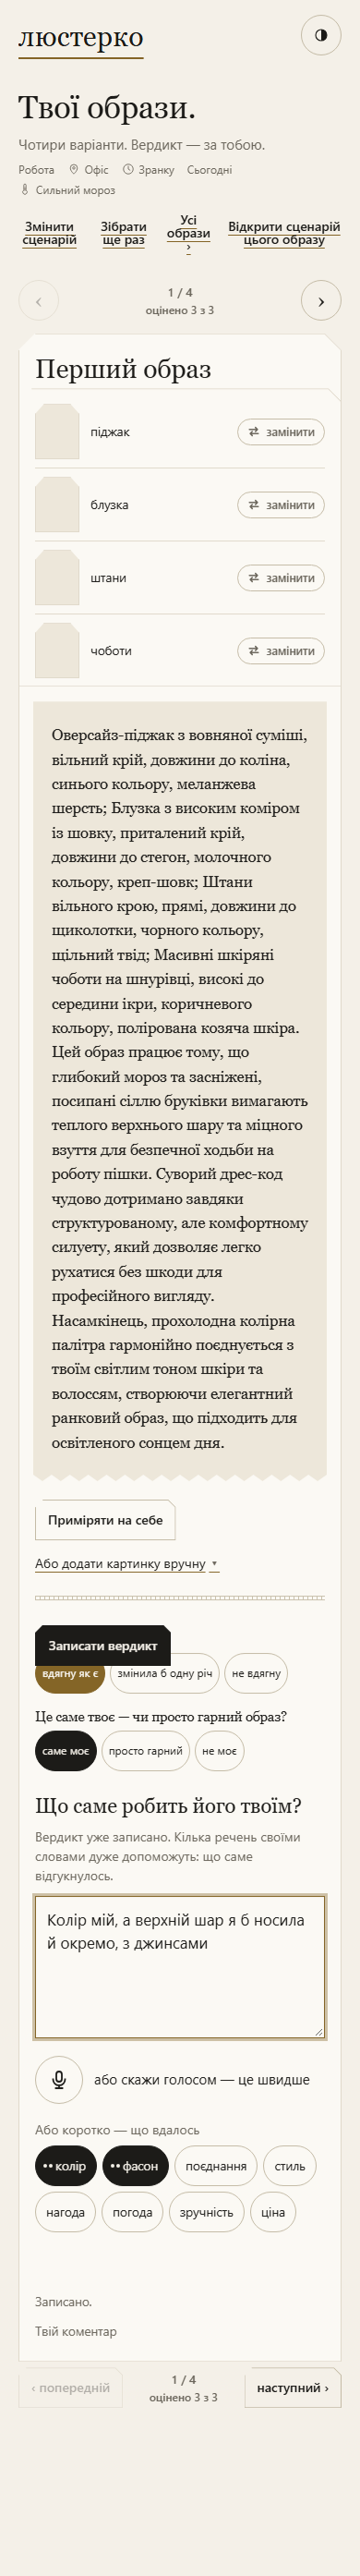 люстерко
Твої образи.
Чотири варіанти. Вердикт — за тобою.
Робота Офіс Зранку Сьогодні
Сильний мороз
Змінити
сценарій
Зібрати
ще раз
Усі
образи
›
Відкрити сценарій
цього образу
‹
1 / 4
оцінено 3 з 3
›
Перший образ
піджак
замінити
блузка
замінити
штани
замінити
чоботи
замінити
Оверсайз-піджак з вовняної суміші,
вільний крій, довжини до коліна,
синього кольору, меланжева
шерсть; Блузка з високим коміром
із шовку, приталений крій,
довжини до стегон, молочного
кольору, креп-шовк; Штани
вільного крою, прямі, довжини до
щиколотки, чорного кольору,
щільний твід; Масивні шкіряні
чоботи на шнурівці, високі до
середини ікри, коричневого
кольору, полірована козяча шкіра.
Цей образ працює тому, що
глибокий мороз та засніжені,
посипані сіллю бруківки вимагають
теплого верхнього шару та міцного
взуття для безпечної ходьби на
роботу пішки. Суворий дрес-код
чудово дотримано завдяки
структурованому, але комфортному
силуету, який дозволяє легко
рухатися без шкоди для
професійного вигляду.
Насамкінець, прохолодна колірна
палітра гармонійно поєднується з
твоїм світлим тоном шкіри та
волоссям, створюючи елегантний
ранковий образ, що підходить для
освітленого сонцем дня.
Приміряти на себе
Або додати картинку вручну ▾
Записати вердикт
вдягну як є змінила б одну річ не вдягну
Це саме твоє — чи просто гарний образ?
саме моє просто гарний не моє
Що саме робить його твоїм?
Вердикт уже записано. Кілька речень своїми
словами дуже допоможуть: що саме
відгукнулось.
Колір мій, а верхній шар я б носила
й окремо, з джинсами
або скажи голосом — це швидше
Або коротко — що вдалось
колір фасон поєднання стиль
нагода погода зручність ціна
Записано.
Твій коментар
‹ попередній
1 / 4
оцінено 3 з 3
наступний ›